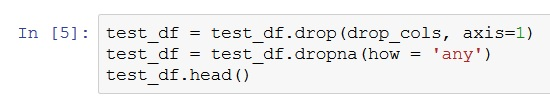 In [5]: test_df = test_df.drop(drop_cols, axis=1)
test_df = test_df.dropna(how = 'any')
test_df.head()